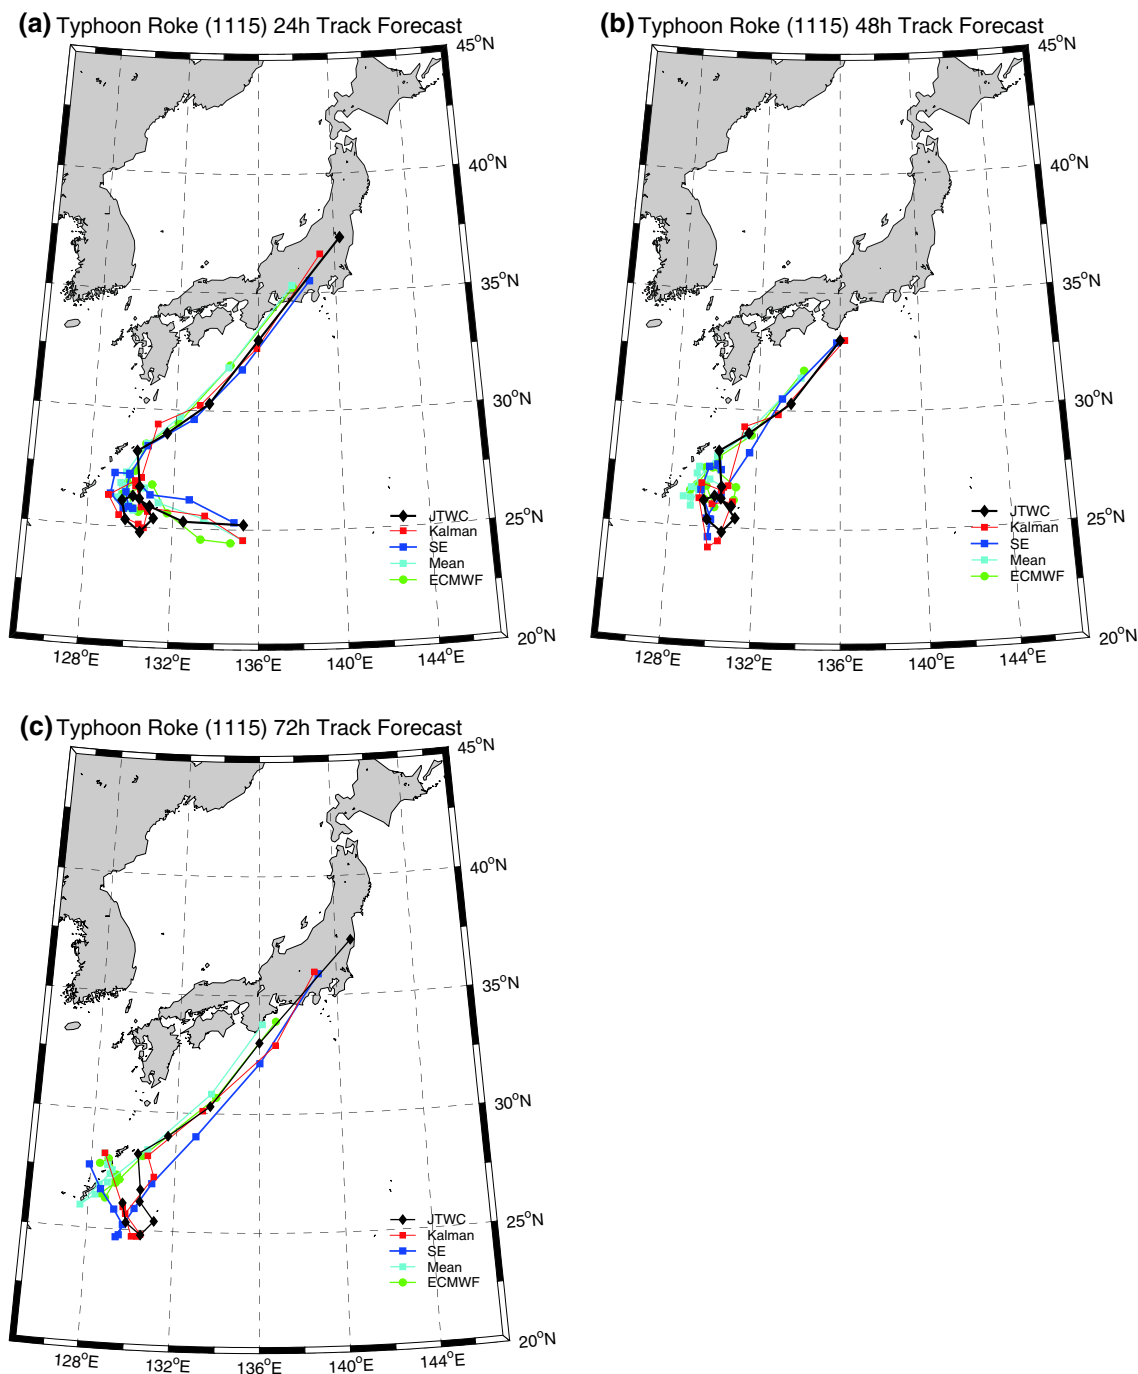 (a) Typhoon Roke (1115) 24h Track Forecast
45°N
40°N
35°N
30°N
25°N
20°N
128°E
132°E
136°E
140°E
144°E
JTWC
Kalman
SE
Mean
ECMWF
(b) Typhoon Roke (1115) 48h Track Forecast
45°N
40°N
35°N
30°N
25°N
20°N
128°E
132°E
136°E
140°E
144°E
JTWC
Kalman
SE
Mean
ECMWF
(c) Typhoon Roke (1115) 72h Track Forecast
45°N
40°N
35°N
30°N
25°N
20°N
128°E
132°E
136°E
140°E
144°E
JTWC
Kalman
SE
Mean
ECMWF